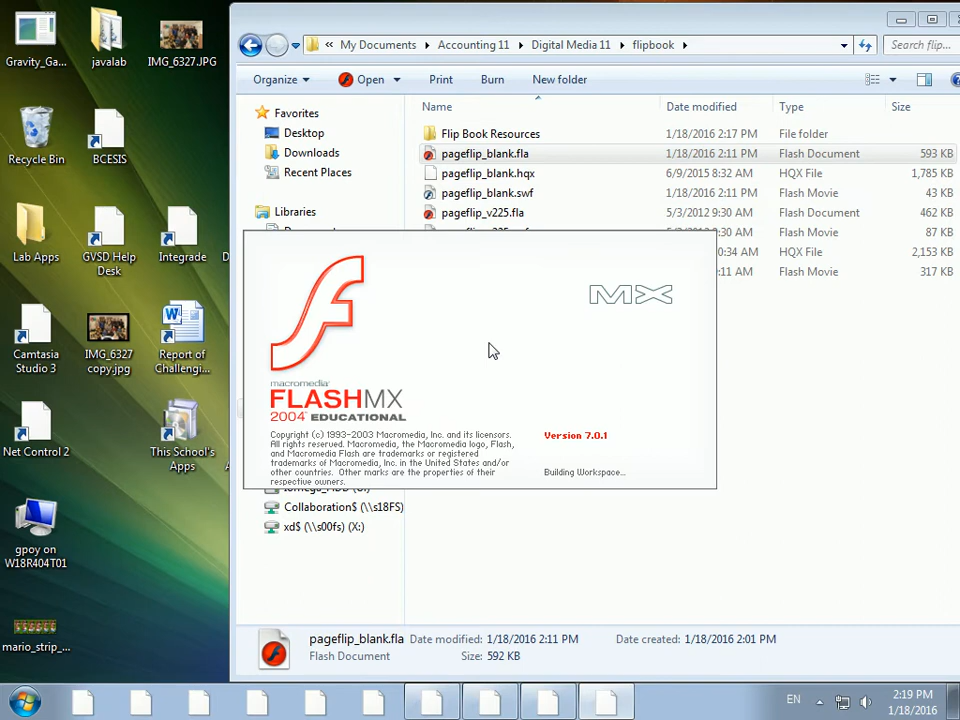 Gravity_Ga...
javalab
IMG_6327.JPG
Recycle Bin
BCESIS
Lab Apps
GVSD Help
Desk
Integrade
Camtasia
Studio 3
IMG_6327
copy.jpg
Report of
Challengi...
Net Control 2
This School's
Apps
gpoy on
W18R404T01
mario_strip_...
My Documents
Accounting 11
Digital Media 11
flipbook
Search flip...
Organize
Open
Print
Burn
New folder
Favorites
Desktop
Downloads
Recent Places
Libraries
Name
Date modified
Type
Size
Flip Book Resources 1/18/2016 2:17 PM File folder
pageflip_blank.fla 1/18/2016 2:11 PM Flash Document 593 KB
pageflip_blank.hqx 6/9/2015 8:32 AM HQX File 1,785 KB
pageflip_blank.swf 1/18/2016 2:11 PM Flash Movie 43 KB
pageflip_v225.fla 5/3/2012 9:30 AM Flash Document 462 KB
9:30 AM Flash Movie 87 KB
HQX File 2,153 KB
Flash Movie 317 KB
MX
macromedia
FLASHMX
2004 EDUCATIONAL
Copyright (c) 1993-2003 Macromedia, Inc. and its licensors.
All rights reserved. Macromedia, the Macromedia logo, Flash,
and Macromedia Flash are trademarks or registered
trademarks of Macromedia, Inc. in the United States and/or
other countries. Other marks are the properties of their
respective owners.
Version 7.0.1
Building Workspace...
Collaboration$ (\\s18FS)
xd$ (\\s00fs) (X:)
pageflip_blank.fla Date modified: 1/18/2016 2:11 PM Date created: 1/18/2016 2:01 PM
Flash Document Size: 592 KB
EN
2:19 PM
1/18/2016